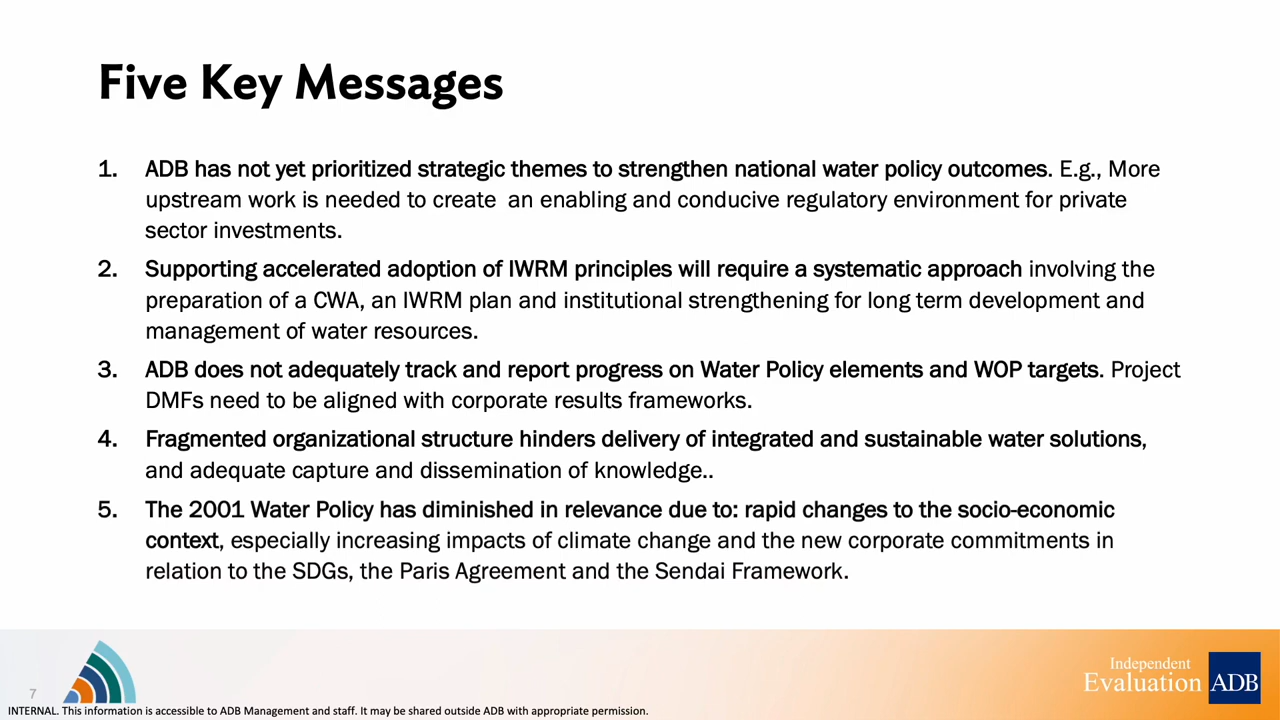 Five Key Messages
1. ADB has not yet prioritized strategic themes to strengthen national water policy outcomes. E.g., More
upstream work is needed to create  an enabling and conducive regulatory environment for private
sector investments.
2. Supporting accelerated adoption of IWRM principles will require a systematic approach involving the
preparation of a CWA, an IWRM plan and institutional strengthening for long term development and
management of water resources.
3. ADB does not adequately track and report progress on Water Policy elements and WOP targets. Project
DMFs need to be aligned with corporate results frameworks.
4. Fragmented organizational structure hinders delivery of integrated and sustainable water solutions,
and adequate capture and dissemination of knowledge..
5. The 2001 Water Policy has diminished in relevance due to: rapid changes to the socio-economic
context, especially increasing impacts of climate change and the new corporate commitments in
relation to the SDGs, the Paris Agreement and the Sendai Framework.
7
INTERNAL. This information is accessible to ADB Management and staff. It may be shared outside ADB with appropriate permission.
Independent
Evaluation ADB